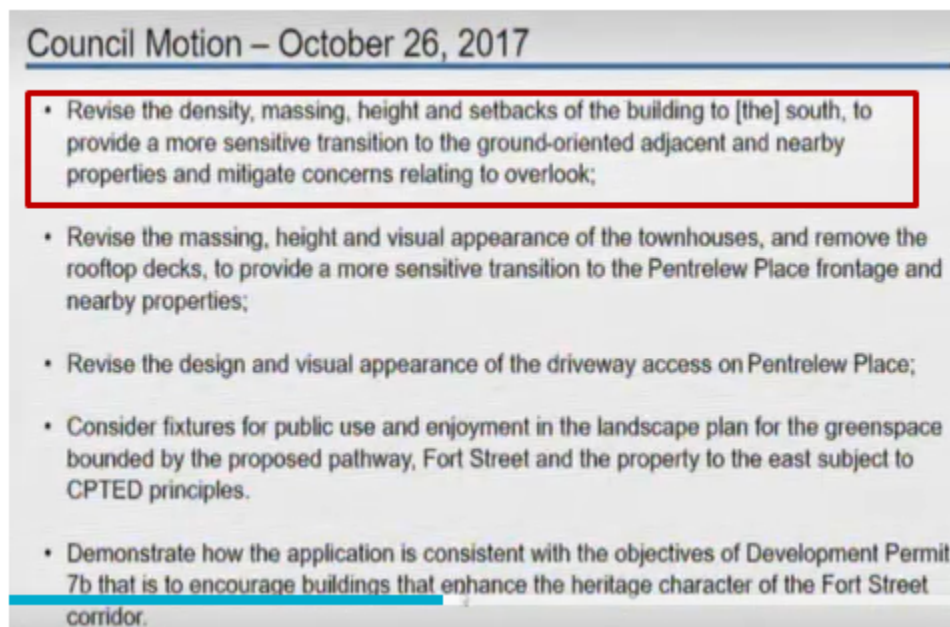 Council Motion – October 26, 2017
• Revise the density, massing, height and setbacks of the building to [the] south, to
provide a more sensitive transition to the ground-oriented adjacent and nearby
properties and mitigate concerns relating to overlook;
• Revise the massing, height and visual appearance of the townhouses, and remove the
rooftop decks, to provide a more sensitive transition to the Pentrelew Place frontage and
nearby properties;
• Revise the design and visual appearance of the driveway access on Pentrelew Place;
• Consider fixtures for public use and enjoyment in the landscape plan for the greenspace
bounded by the proposed pathway, Fort Street and the property to the east subject to
CPTED principles.
• Demonstrate how the application is consistent with the objectives of Development Permit
7b that is to encourage buildings that enhance the heritage character of the Fort Street
corridor.